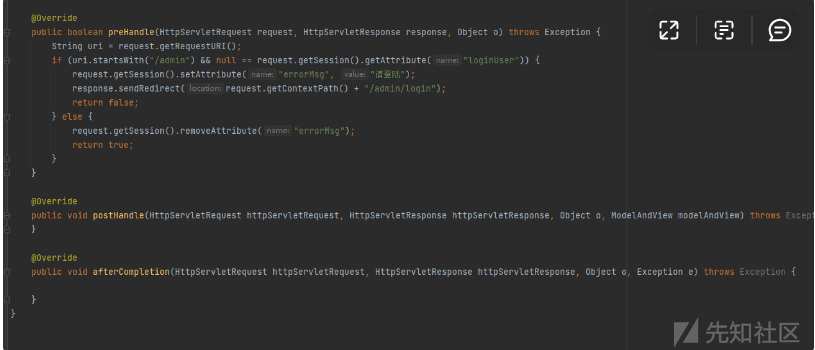 @Override
public boolean preHandle(HttpServletRequest request, HttpServletResponse response, Object o) throws Exception {
String uri = request.getRequestURI();
if (uri.startsWith("/admin") && null == request.getSession().getAttribute( name: "loginUser")) {
request.getSession().setAttribute( name: "errorMsg", value: "请登陆");
response.sendRedirect( location: request.getContextPath() + "/admin/login");
return false;
} else {
request.getSession().removeAttribute( name: "errorMsg");
return true;
}
}
@Override
public void postHandle(HttpServletRequest httpServletRequest, HttpServletResponse httpServletResponse, Object o, ModelAndView modelAndView) throws Except
}
@Override
public void afterCompletion(HttpServletRequest httpServletRequest, HttpServletResponse httpServletResponse, Object o, Exception e) throws Exception {
}
}
先知社区